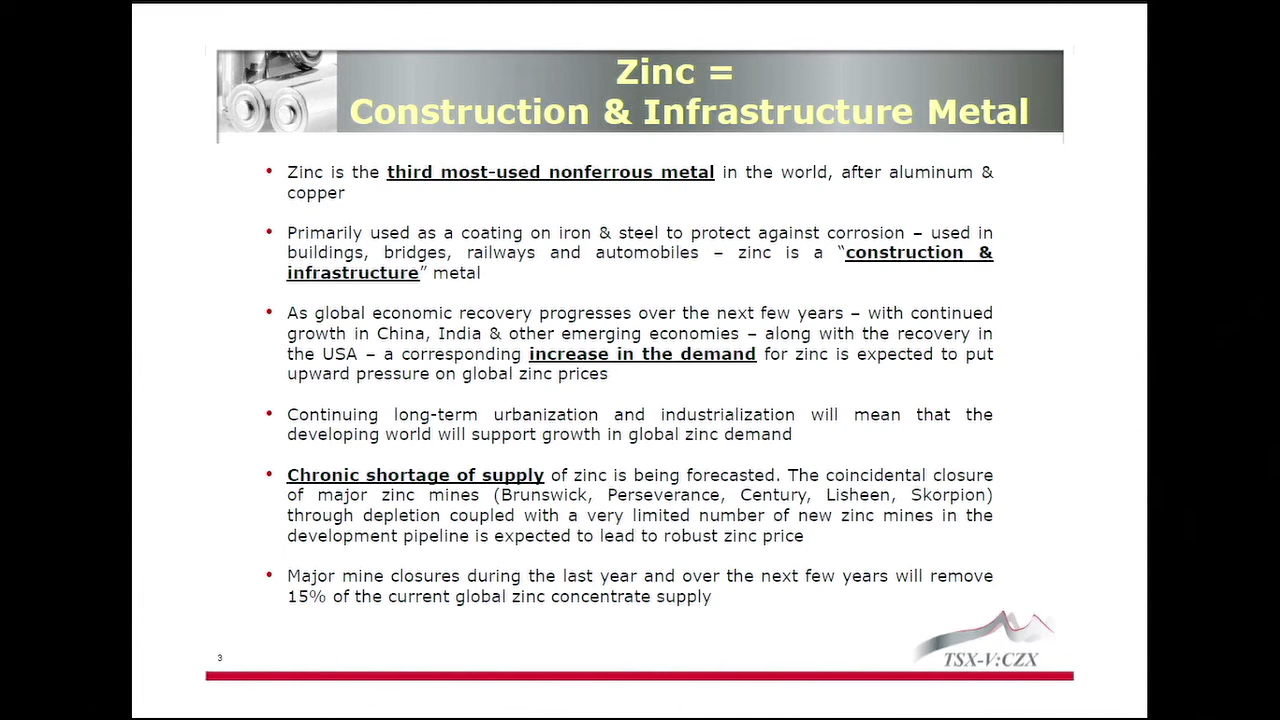 Zinc =
Construction & Infrastructure Metal
• Zinc is the third most-used nonferrous metal in the world, after aluminum &
copper
• Primarily used as a coating on iron & steel to protect against corrosion – used in
buildings, bridges, railways and automobiles – zinc is a “construction &
infrastructure” metal
• As global economic recovery progresses over the next few years – with continued
growth in China, India & other emerging economies – along with the recovery in
the USA – a corresponding increase in the demand for zinc is expected to put
upward pressure on global zinc prices
• Continuing long-term urbanization and industrialization will mean that the
developing world will support growth in global zinc demand
• Chronic shortage of supply of zinc is being forecasted. The coincidental closure
of major zinc mines (Brunswick, Perseverance, Century, Lisheen, Skorpion)
through depletion coupled with a very limited number of new zinc mines in the
development pipeline is expected to lead to robust zinc price
• Major mine closures during the last year and over the next few years will remove
15% of the current global zinc concentrate supply
3
TSX-V:CZX